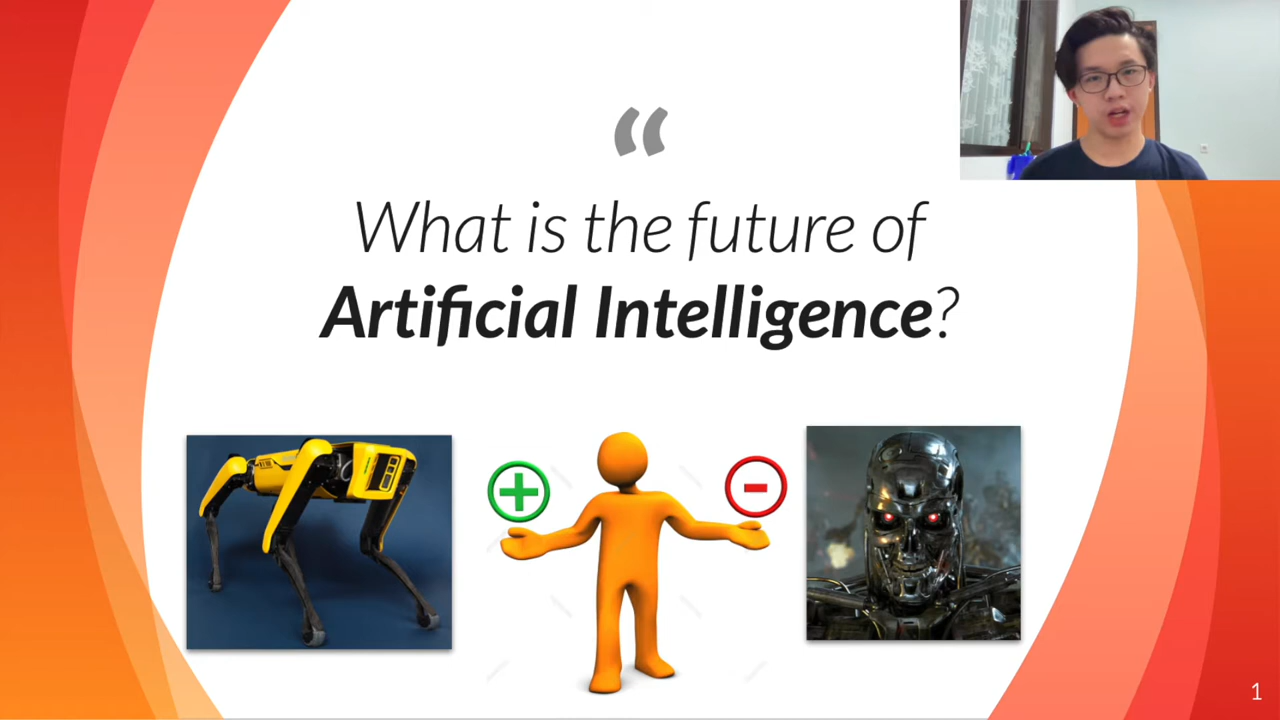 “
What is the future of
Artificial Intelligence?
1